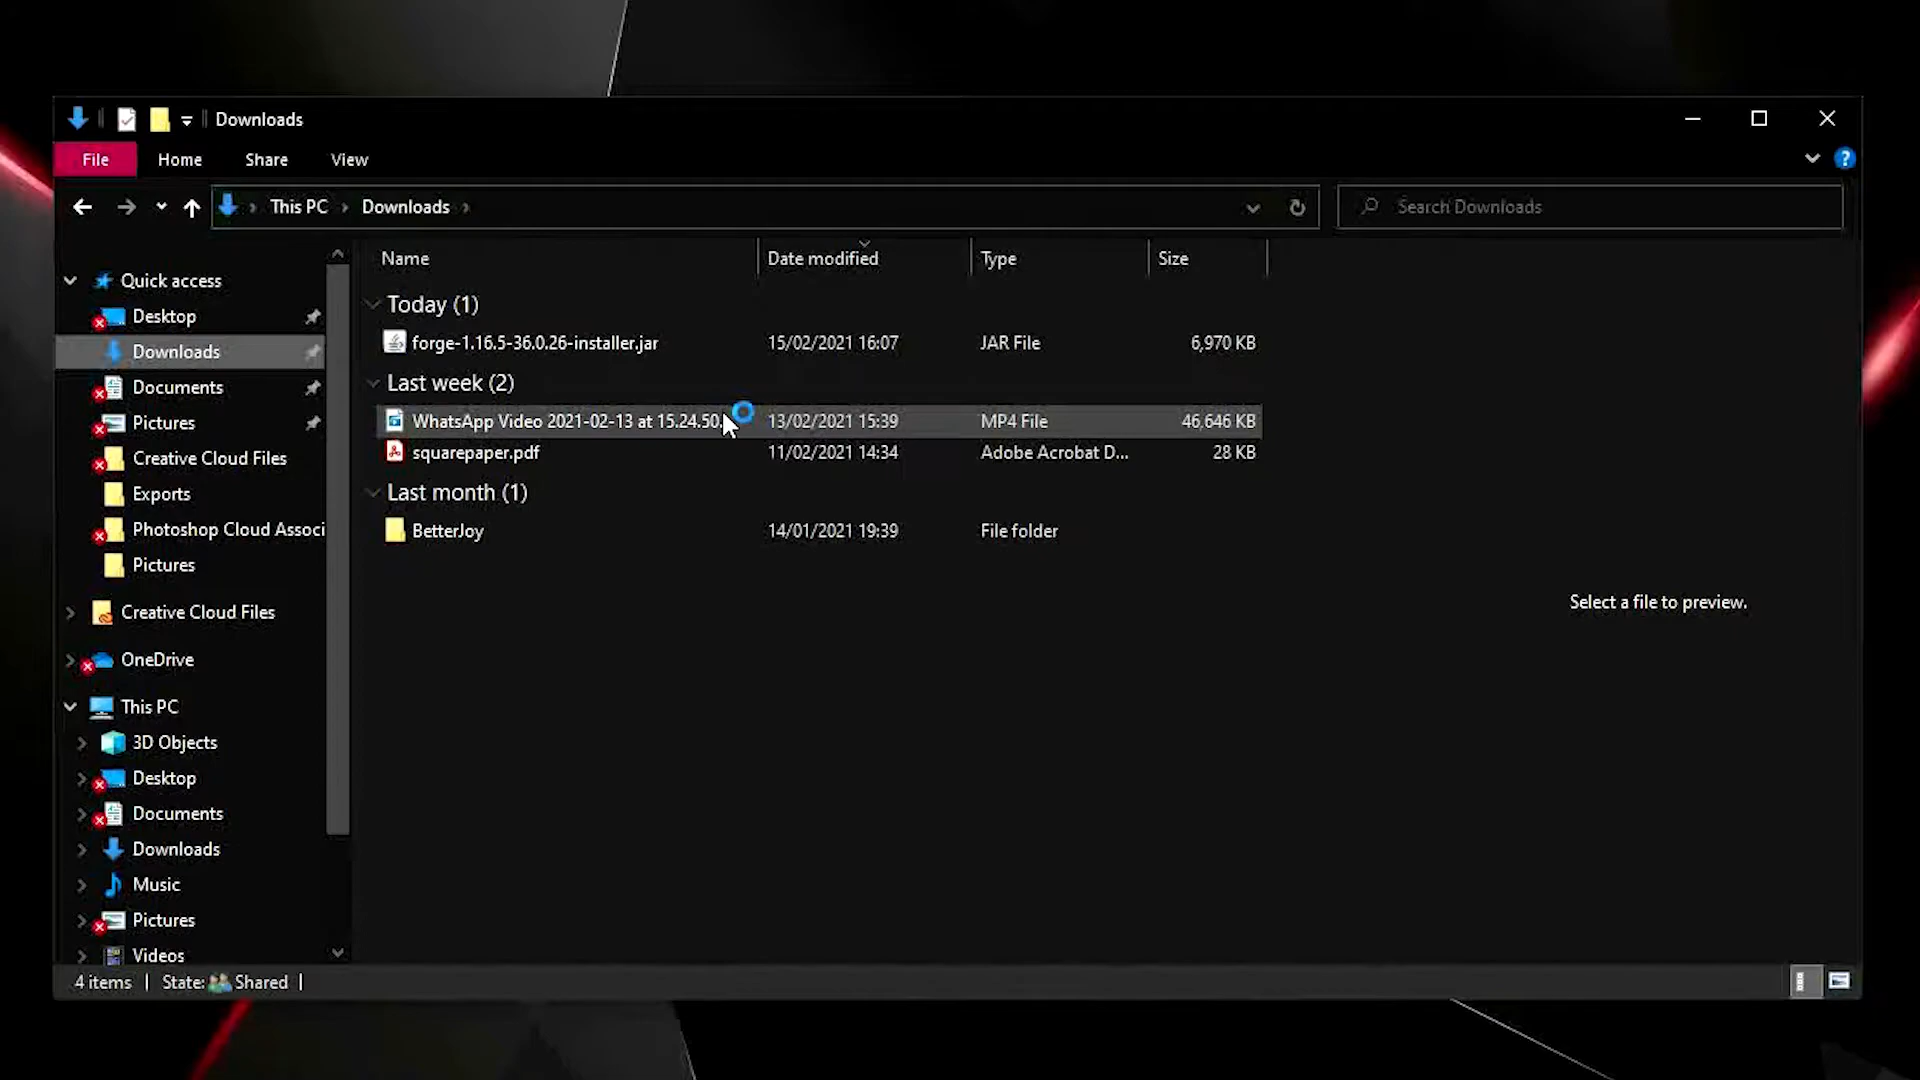 Downloads
File Home Share View
This PC Downloads Search Downloads
Name Date modified Type Size
Quick access
Desktop
Downloads
Documents
Pictures
Creative Cloud Files
Exports
Photoshop Cloud Associ
Pictures
Creative Cloud Files
OneDrive
This PC
3D Objects
Desktop
Documents
Downloads
Music
Pictures
Videos
Today (1)
forge-1.16.5-36.0.26-installer.jar 15/02/2021 16:07 JAR File 6,970 KB
Last week (2)
WhatsApp Video 2021-02-13 at 15.24.50. 13/02/2021 15:39 MP4 File 46,646 KB
squarepaper.pdf 11/02/2021 14:34 Adobe Acrobat D... 28 KB
Last month (1)
BetterJoy 14/01/2021 19:39 File folder
Select a file to preview.
4 items State: Shared